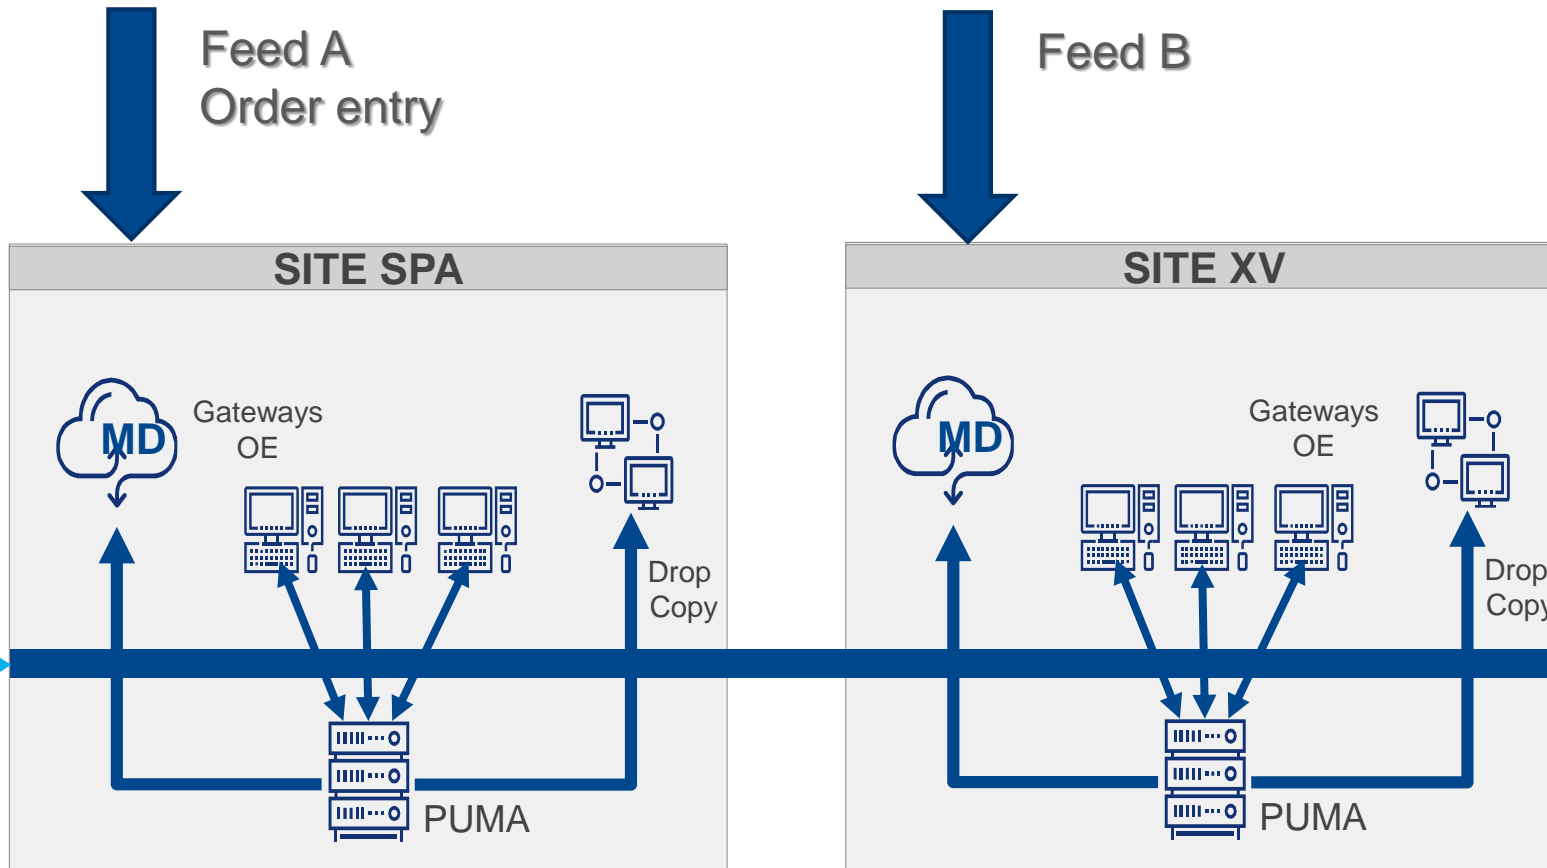 Feed A
Order entry
Feed B
SITE SPA
SITE XV
MD
Gateways
OE
Drop
Copy
PUMA
MD
Gateways
OE
Drop
Copy
PUMA